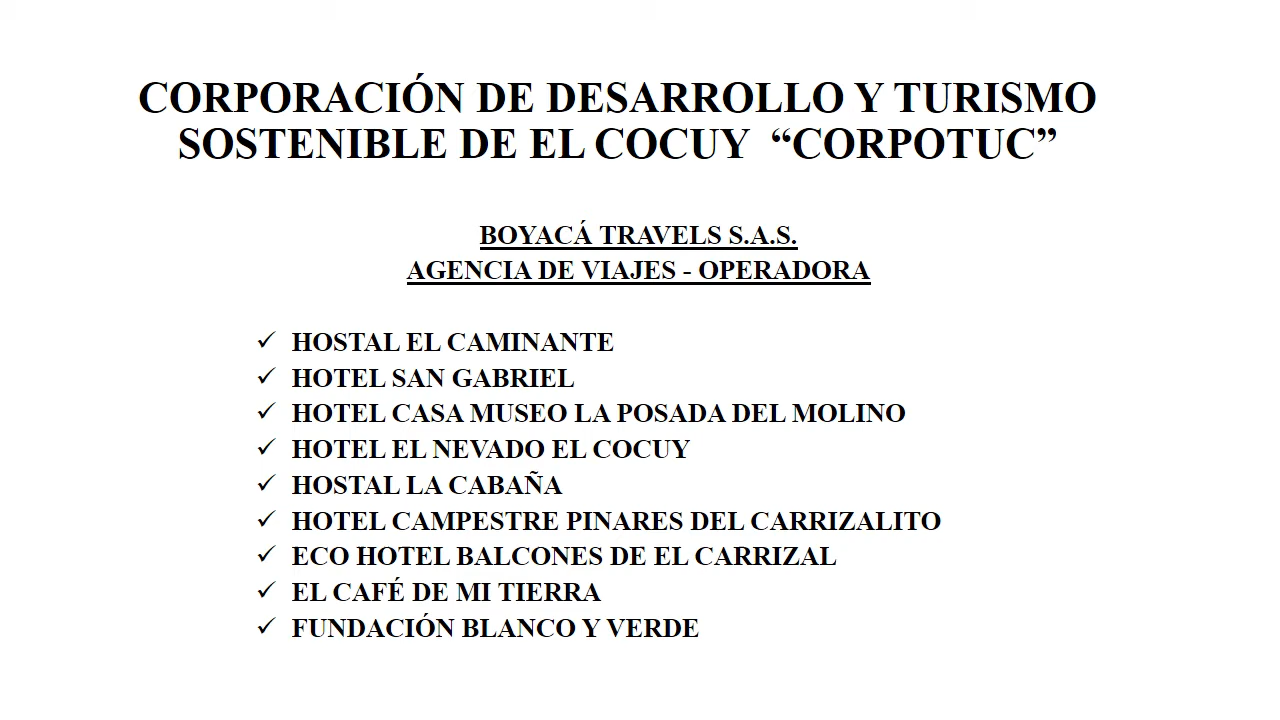 CORPORACIÓN DE DESARROLLO Y TURISMO
SOSTENIBLE DE EL COCUY “CORPOTUC”
BOYACÁ TRAVELS S.A.S.
AGENCIA DE VIAJES - OPERADORA
✓ HOSTAL EL CAMINANTE
✓ HOTEL SAN GABRIEL
✓ HOTEL CASA MUSEO LA POSADA DEL MOLINO
✓ HOTEL EL NEVADO EL COCUY
✓ HOSTAL LA CABAÑA
✓ HOTEL CAMPESTRE PINARES DEL CARRIZALITO
✓ ECO HOTEL BALCONES DE EL CARRIZAL
✓ EL CAFÉ DE MI TIERRA
✓ FUNDACIÓN BLANCO Y VERDE